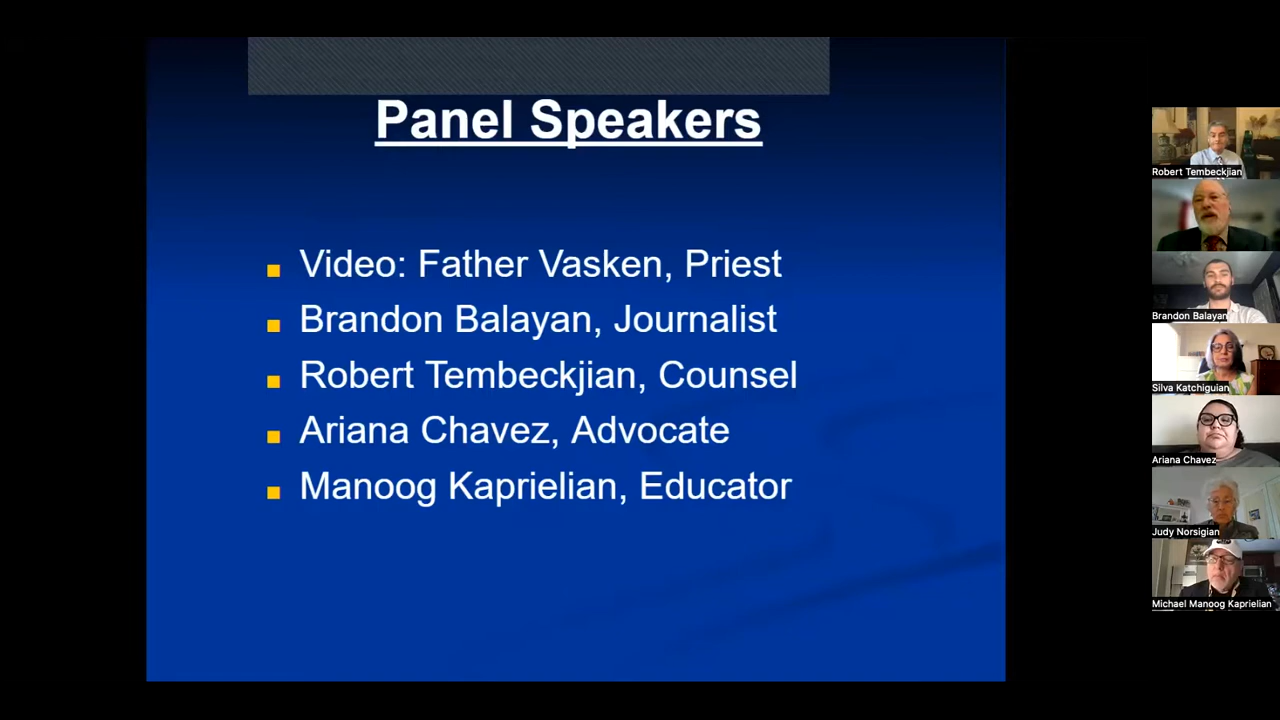 Panel Speakers
Video: Father Vasken, Priest
Brandon Balayan, Journalist
Robert Tembeckjian, Counsel
Ariana Chavez, Advocate
Manoog Kaprielian, Educator
Robert Tembeckjian
Brandon Balayan
Silva Katchiguian
Ariana Chavez
Judy Norsigian
Michael Manoog Kaprielian